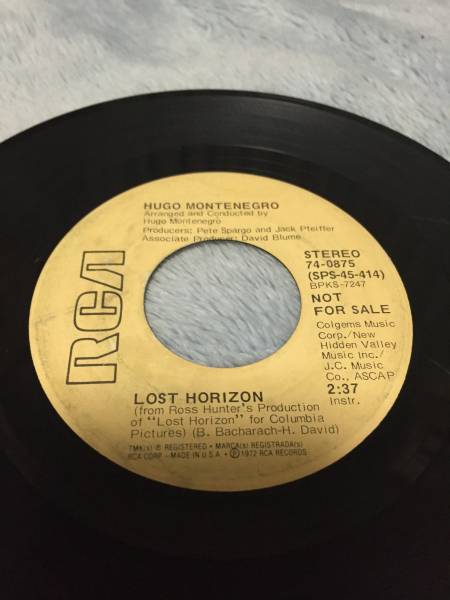 HUGO MONTENEGRO
Arranged and Conducted by
Hugo Montenegro
Producers: Pete Spargo and Jack Pfeiffer
Associate Producer: David Blume
RCA
STEREO
74-0875
(SPS-45-414)
BPKS-7247
NOT
FOR SALE
Colgems Music
Corp./New
Hidden Valley
Music Inc./
J.C. Music
Co., ASCAP
2:37
Instr.
LOST HORIZON
(from Ross Hunter's Production
of "Lost Horizon" for Columbia
Pictures) (B. Bacharach-H. David)
TMK(s) ® REGISTERED • MARCA(s) REGISTRADA(s)
RCA CORP – MADE IN U.S.A. • ℗ 1972 RCA RECORDS